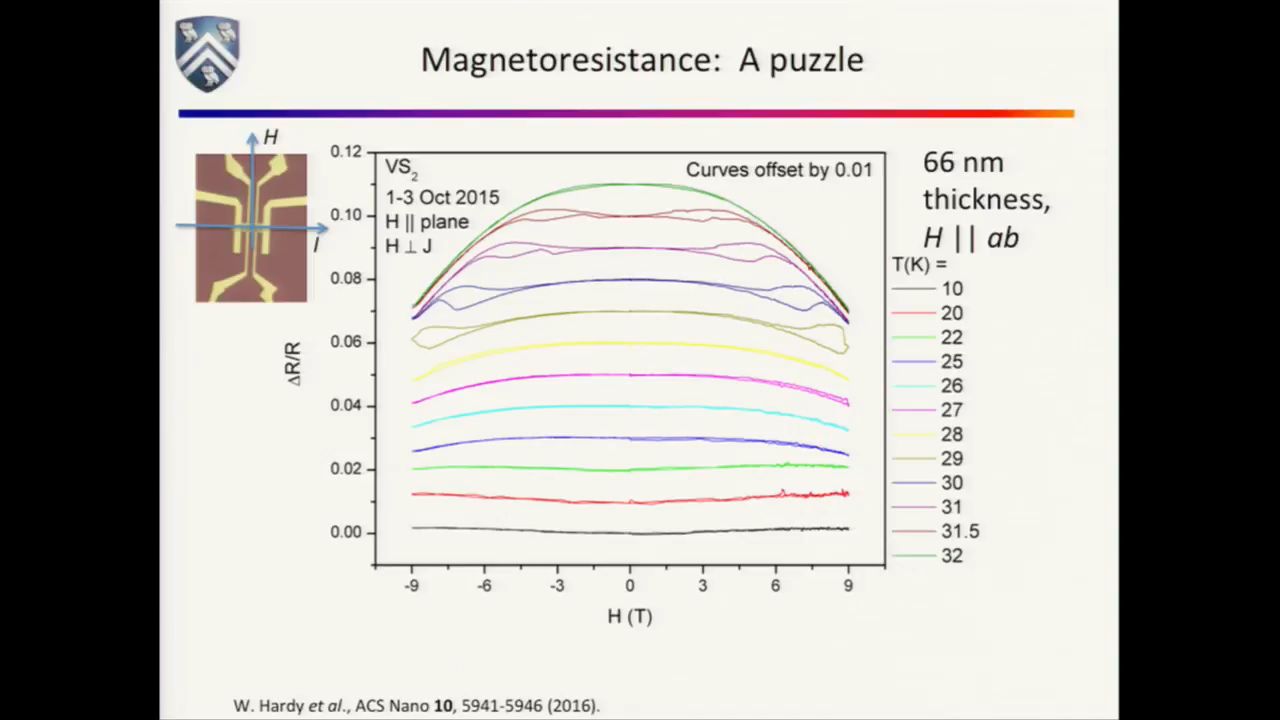 Magnetoresistance: A puzzle
H
I
VS2
1-3 Oct 2015
H || plane
H ⊥ J
Curves offset by 0.01
0.12
0.10
0.08
0.06
0.04
0.02
0.00
ΔR/R
-9
-6
-3
0
3
6
9
H (T)
66 nm
thickness,
H || ab
T(K) =
10
20
22
25
26
27
28
29
30
31
31.5
32
W. Hardy et al., ACS Nano 10, 5941-5946 (2016).